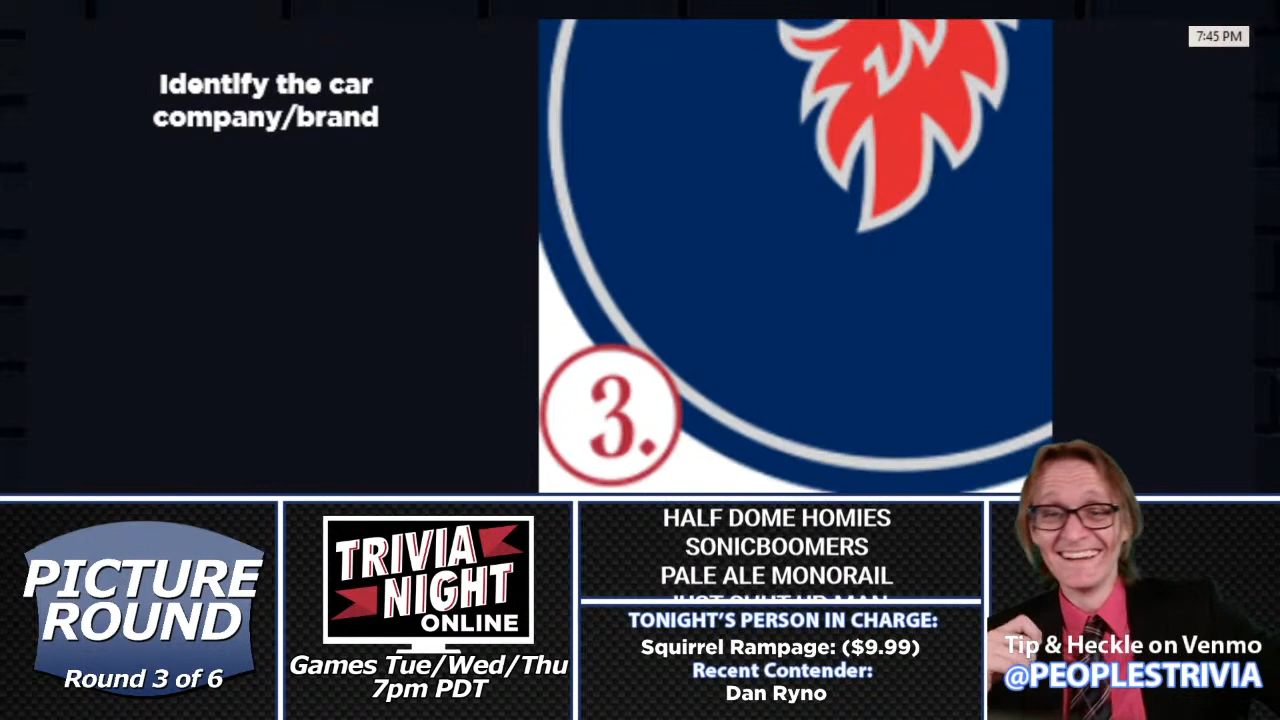 7:45 PM
Identify the car
company/brand
3.
PICTURE
ROUND
Round 3 of 6
TRIVIA
NIGHT
ONLINE
Games Tue/Wed/Thu
7pm PDT
HALF DOME HOMIES
SONICBOOMERS
PALE ALE MONORAIL
TONIGHT'S PERSON IN CHARGE:
Squirrel Rampage: ($9.99)
Recent Contender:
Dan Ryno
Tip & Heckle on Venmo
@PEOPLESTRIVIA